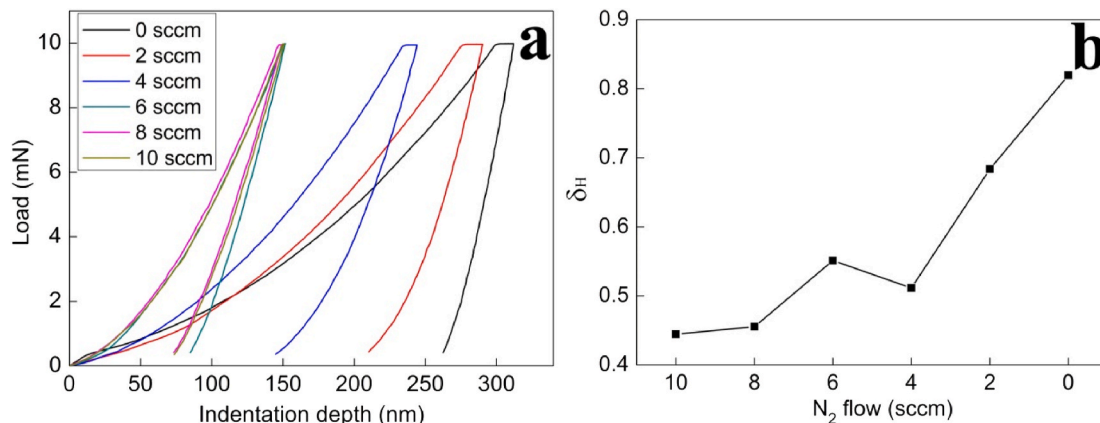 a
0 sccm
2 sccm
4 sccm
6 sccm
8 sccm
10 sccm
10
8
6
4
2
0
Load (mN)
0 50 100 150 200 250 300
Indentation depth (nm)
b
0.9
0.8
0.7
0.6
0.5
0.4
δH
10 8 6 4 2 0
N2 flow (sccm)